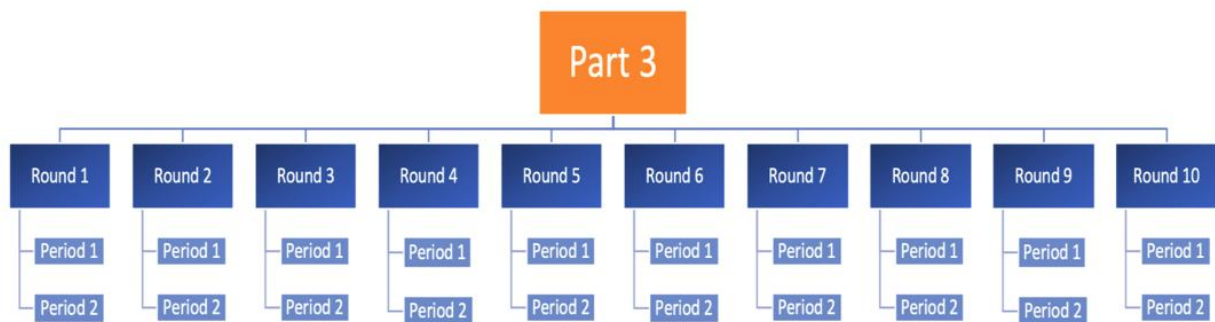 Part 3
Round 1 Round 2 Round 3 Round 4 Round 5 Round 6 Round 7 Round 8 Round 9 Round 10
Period 1 Period 1 Period 1 Period 1 Period 1 Period 1 Period 1 Period 1 Period 1 Period 1
Period 2 Period 2 Period 2 Period 2 Period 2 Period 2 Period 2 Period 2 Period 2 Period 2